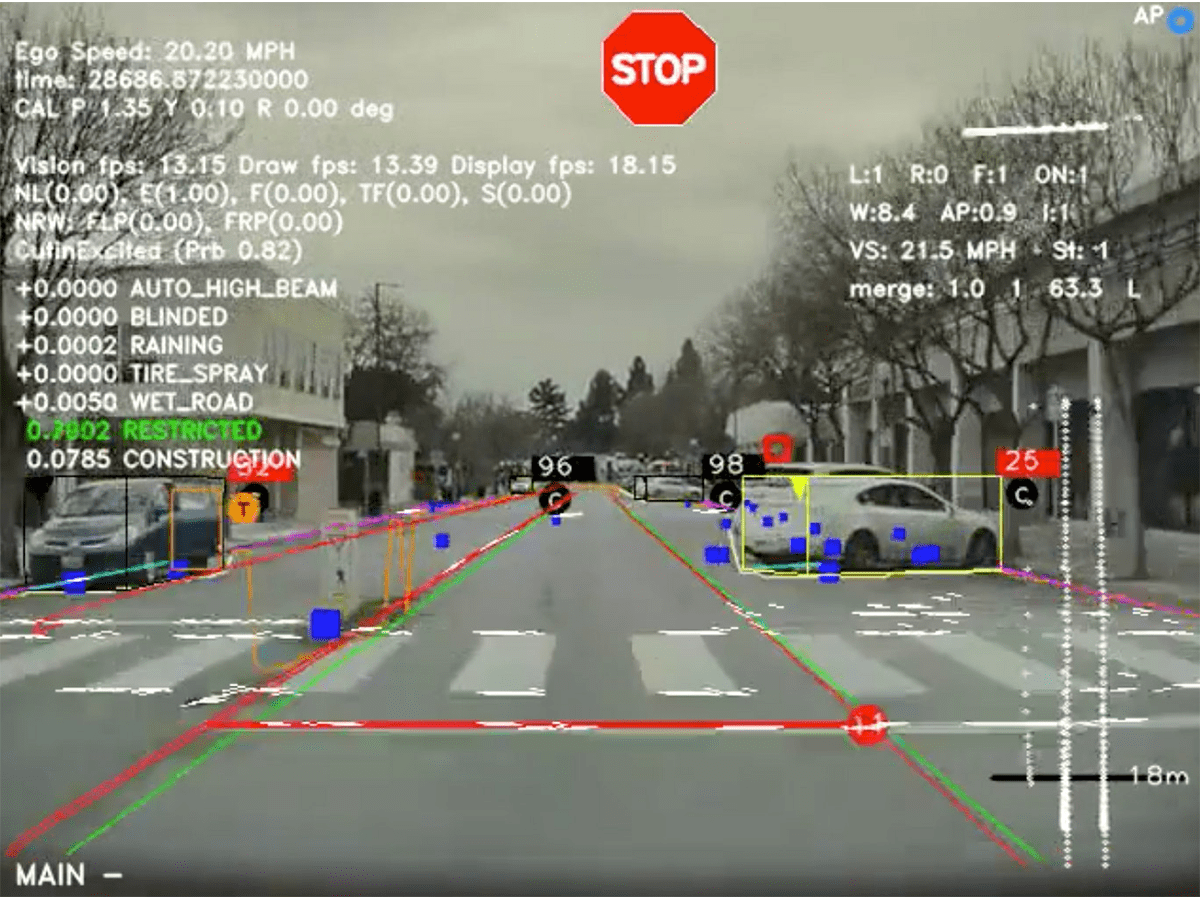 AP
STOP
Ego Speed: 20.20 MPH
time: 28686.872230000
CAL P 1.35 Y 0.10 R 0.00 deg
Vision fps: 13.15 Draw fps: 13.39 Display fps: 18.15
NL(0.00), E(1.00), F(0.00), TF(0.00), S(0.00)
NRW: FLP(0.00), FRP(0.00)
CutinExcited (Prb 0.82)
+0.0000 AUTO_HIGH_BEAM
+0.0000 BLINDED
+0.0002 RAINING
+0.0000 TIRE_SPRAY
+0.0050 WET_ROAD
RESTRICTED
0.0785 CONSTRUCTION
L:1 R:0 F:1 ON:1
W:8.4 AP:0.9 I:1
VS: 21.5 MPH St: -1
merge: 1.0 1 63.3 L
92
T
96
C
98
C
25
C
11
18m
MAIN -